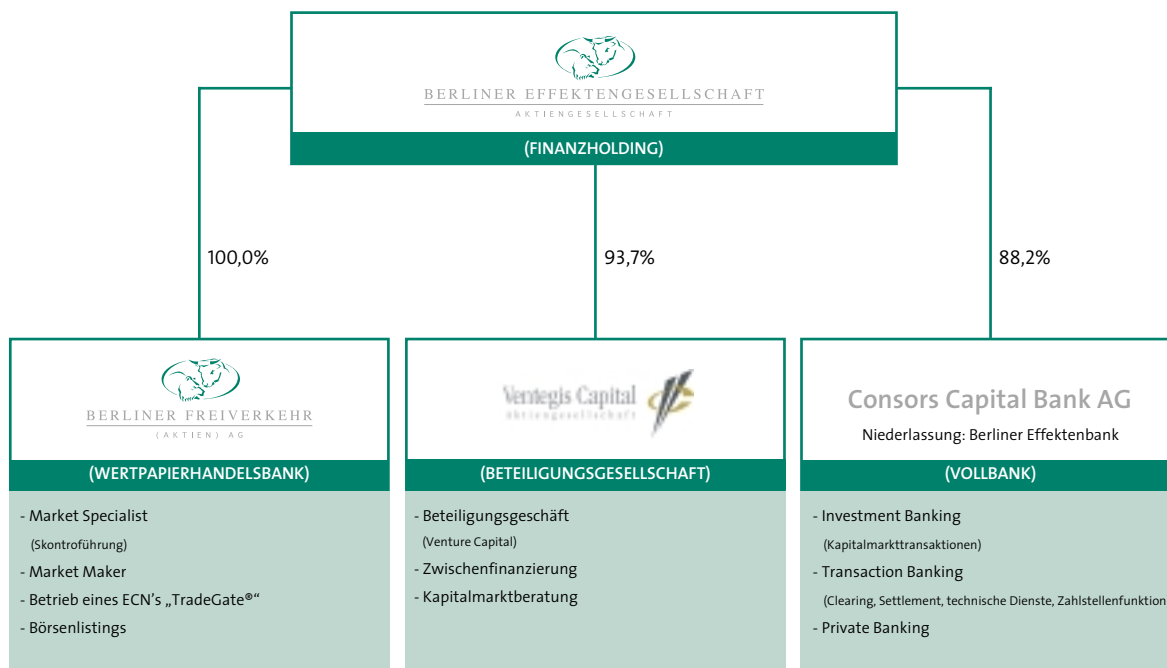 BERLINER EFFEKTENGESELLSCHAFT
AKTIENGESELLSCHAFT
(FINANZHOLDING)
100,0%
93,7%
88,2%
BERLINER FREIVERKEHR
(AKTIEN) AG
(WERTPAPIERHANDELSBANK)
- Market Specialist
(Skontroführung)
- Market Maker
- Betrieb eines ECN's „TradeGate®“
- Börsenlistings
Ventegis Capital
aktiengesellschaft
(BETEILIGUNGSGESELLSCHAFT)
- Beteiligungsgeschäft
(Venture Capital)
- Zwischenfinanzierung
- Kapitalmarktberatung
Consors Capital Bank AG
Niederlassung: Berliner Effektenbank
(VOLLBANK)
- Investment Banking
(Kapitalmarkttransaktionen)
- Transaction Banking
(Clearing, Settlement, technische Dienste, Zahlstellenfunktion)
- Private Banking